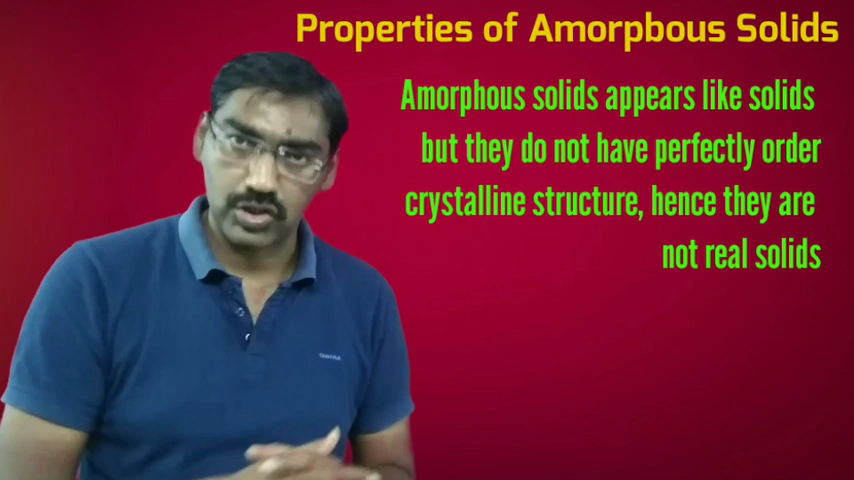 Properties of Amorpbous Solids
Amorphous solids appears like solids
but they do not have perfectly order
crystalline structure, hence they are
not real solids